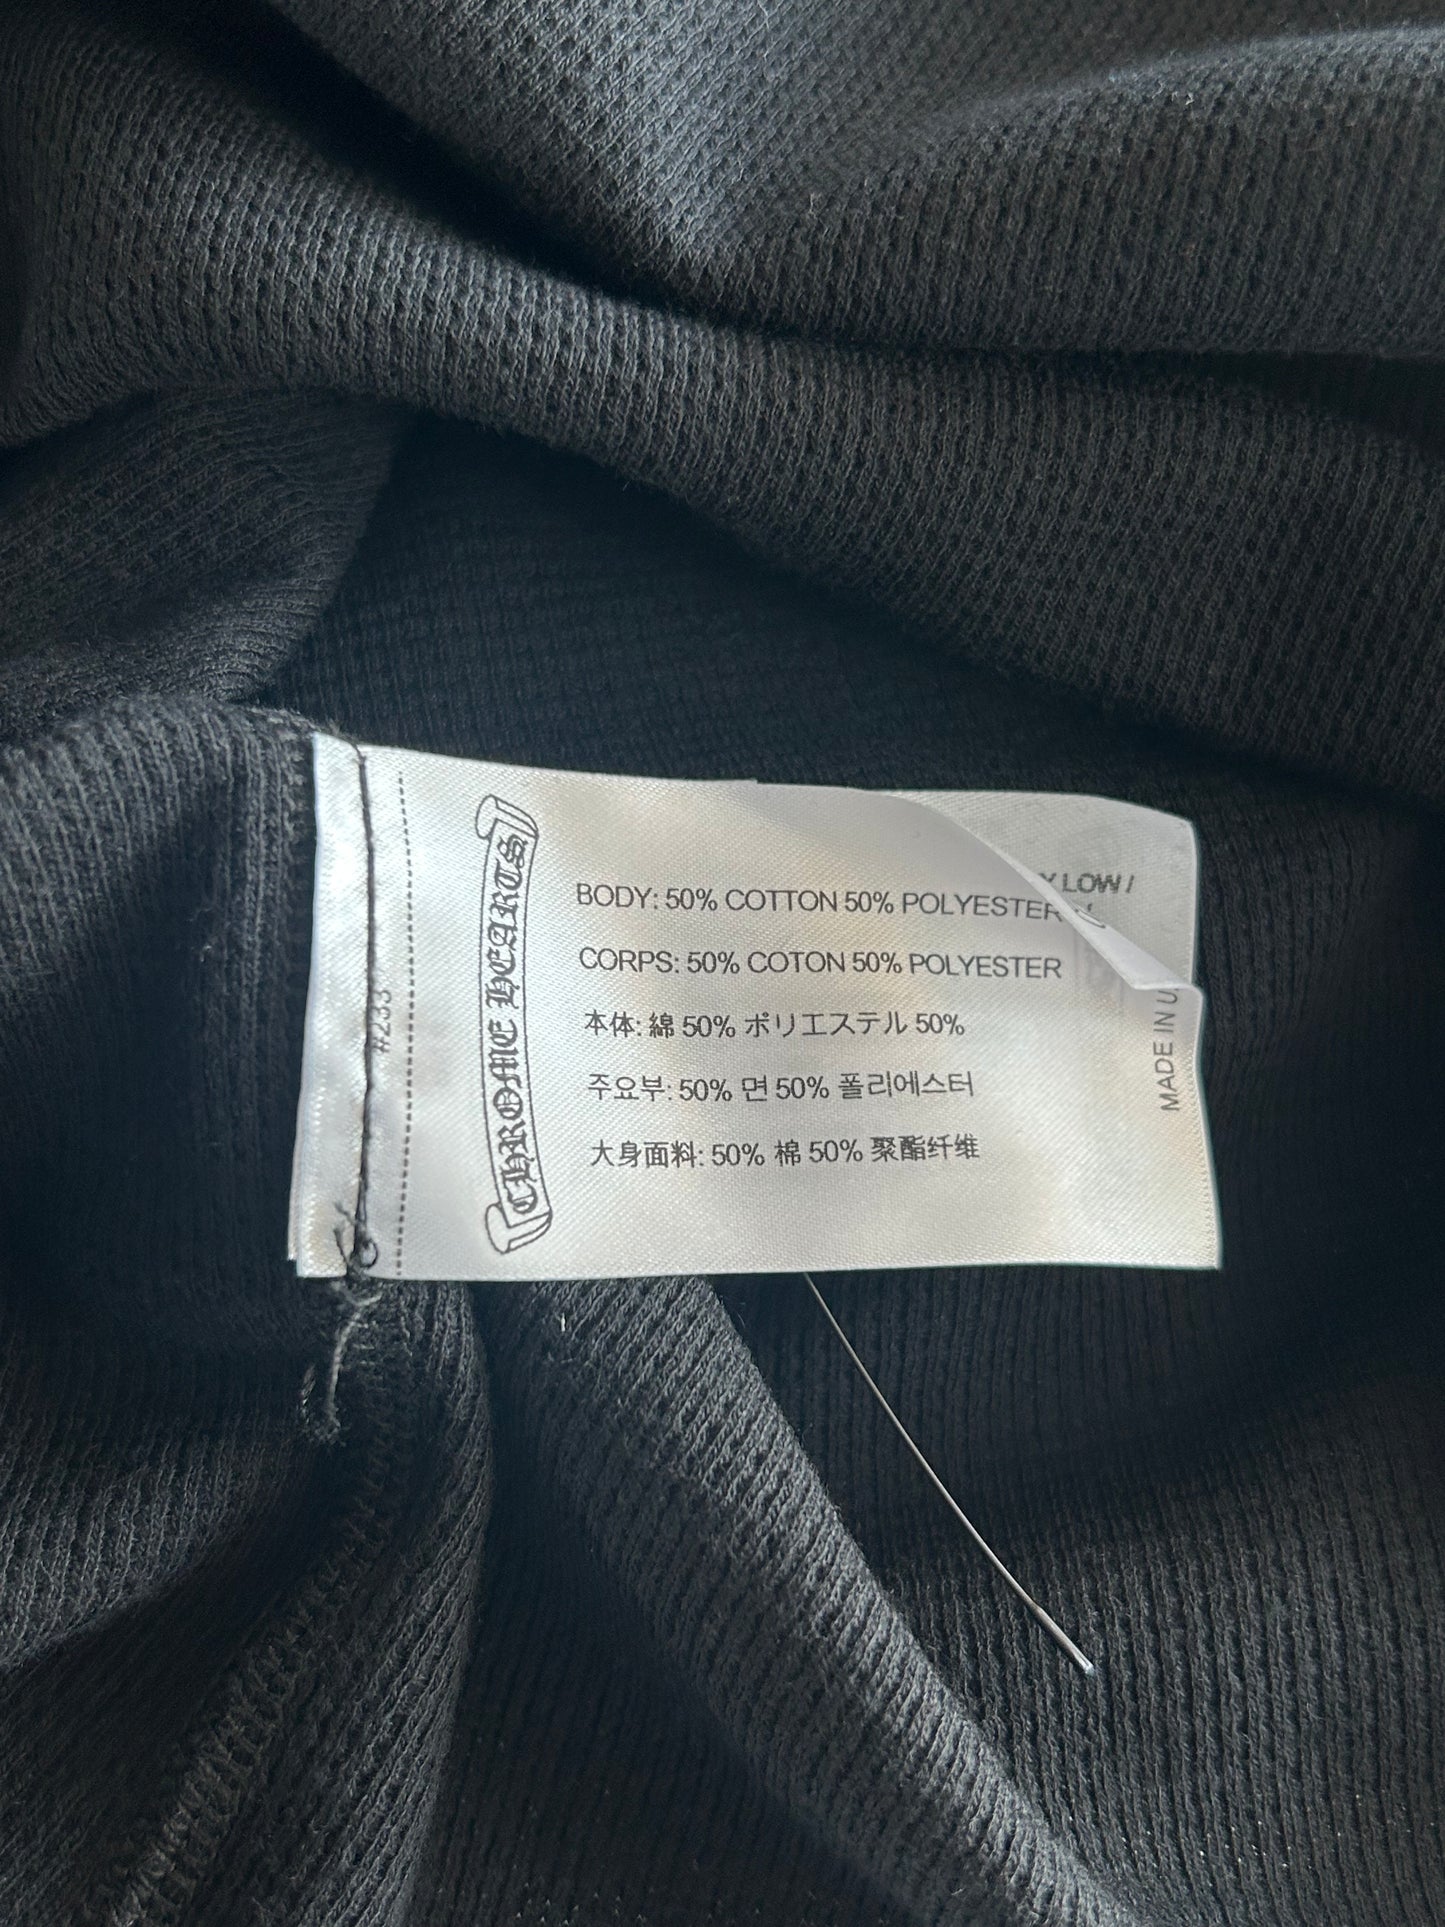 #233
CHROME HEARTS
BODY: 50% COTTON 50% POLYESTER
CORPS: 50% COTON 50% POLYESTER
本体: 綿 50% ポリエステル 50%
주요부: 50% 면 50% 폴리에스터
大身面料: 50% 棉 50% 聚酯纤维
LOW /
MADE IN